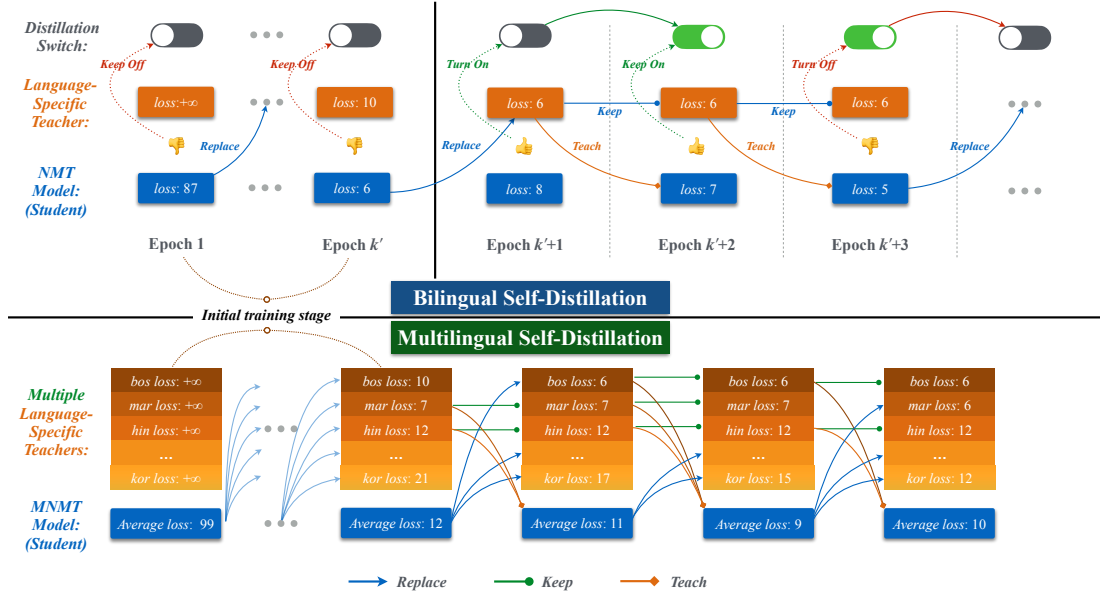 Distillation
Switch:
Keep Off
Keep Off
Turn On
Keep On
Turn Off
Language-
Specific
Teacher:
loss:+∞
loss: 10
loss: 6
loss: 6
loss: 6
Keep
Keep
Replace
Replace
Teach
Teach
Replace
NMT
Model:
(Student)
loss: 87
loss: 6
loss: 8
loss: 7
loss: 5
Epoch 1
Epoch k'
Epoch k'+1
Epoch k'+2
Epoch k'+3
Bilingual Self-Distillation
Initial training stage
Multilingual Self-Distillation
Multiple
Language-
Specific
Teachers:
bos loss: +∞
mar loss: +∞
hin loss: +∞
...
kor loss: +∞
bos loss: 10
mar loss: 7
hin loss: 12
...
kor loss: 21
bos loss: 6
mar loss: 7
hin loss: 12
...
kor loss: 17
bos loss: 6
mar loss: 7
hin loss: 12
...
kor loss: 15
bos loss: 6
mar loss: 6
hin loss: 12
...
kor loss: 12
MNMT
Model:
(Student)
Average loss: 99
Average loss: 12
Average loss: 11
Average loss: 9
Average loss: 10
Replace
Keep
Teach